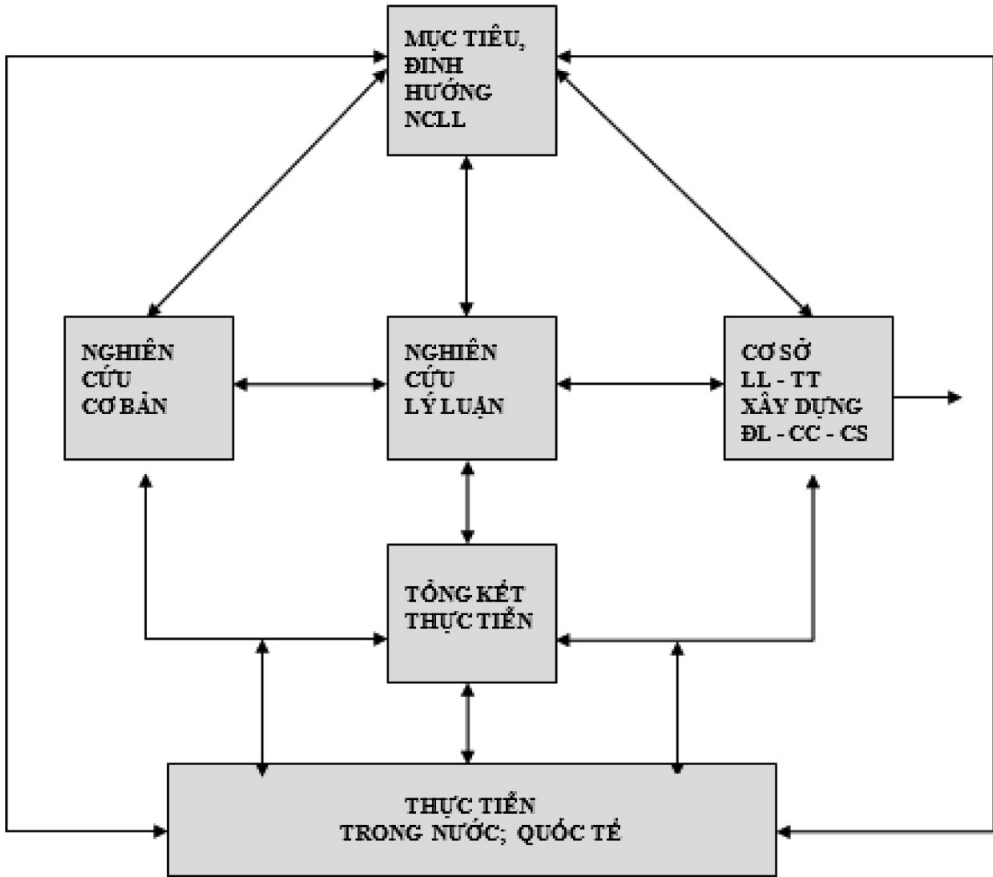 MỤC TIÊU,
ĐINH
HƯỚNG
NCLL
NGHIÊN
CỨU
CƠ BẢN
NGHIÊN
CỨU
LÝ LUẬN
CƠ SỞ
LL - TT
XÂY DỰNG
ĐL - CC - CS
TỔNG KẾT
THỰC TIỄN
THỰC TIỄN
TRONG NƯỚC; QUỐC TẾ